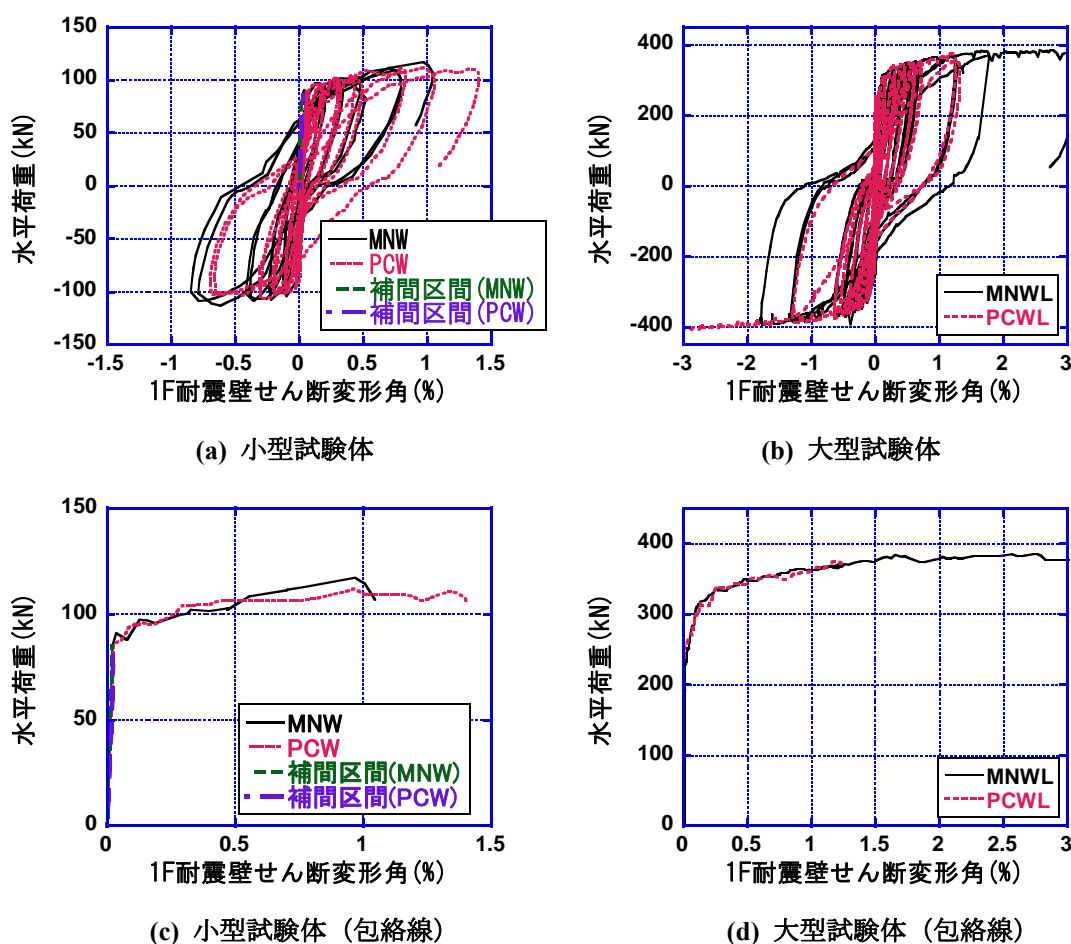 150
100
50
0
-50
-100
-150
水平荷重(kN)
-1.5
-1
-0.5
0
0.5
1
1.5
1F耐震壁せん断変形角(%)
MNW
PCW
補間区間(MNW)
補間区間(PCW)
(a) 小型試験体
400
200
0
-200
-400
水平荷重(kN)
-3
-2
-1
0
1
2
3
1F耐震壁せん断変形角(%)
MNWL
PCWL
(b) 大型試験体
150
100
50
0
水平荷重(kN)
0
0.5
1
1.5
1F耐震壁せん断変形角(%)
MNW
PCW
補間区間(MNW)
補間区間(PCW)
(c) 小型試験体（包絡線）
400
300
400
200
100
0
水平荷重(kN)
0
0.5
1
1.5
2
2.5
3
1F耐震壁せん断変形角(%)
MNWL
PCWL
(d) 大型試験体（包絡線）